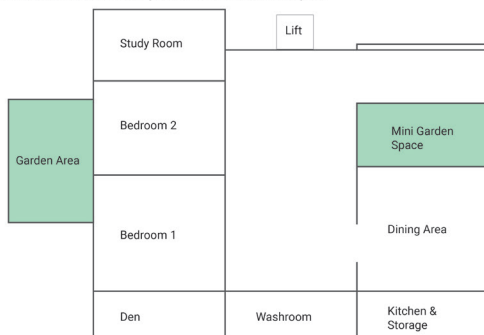 Study Room
Lift
Bedroom 2
Mini Garden
Space
Garden Area
Bedroom 1
Dining Area
Den
Washroom
Kitchen &
Storage